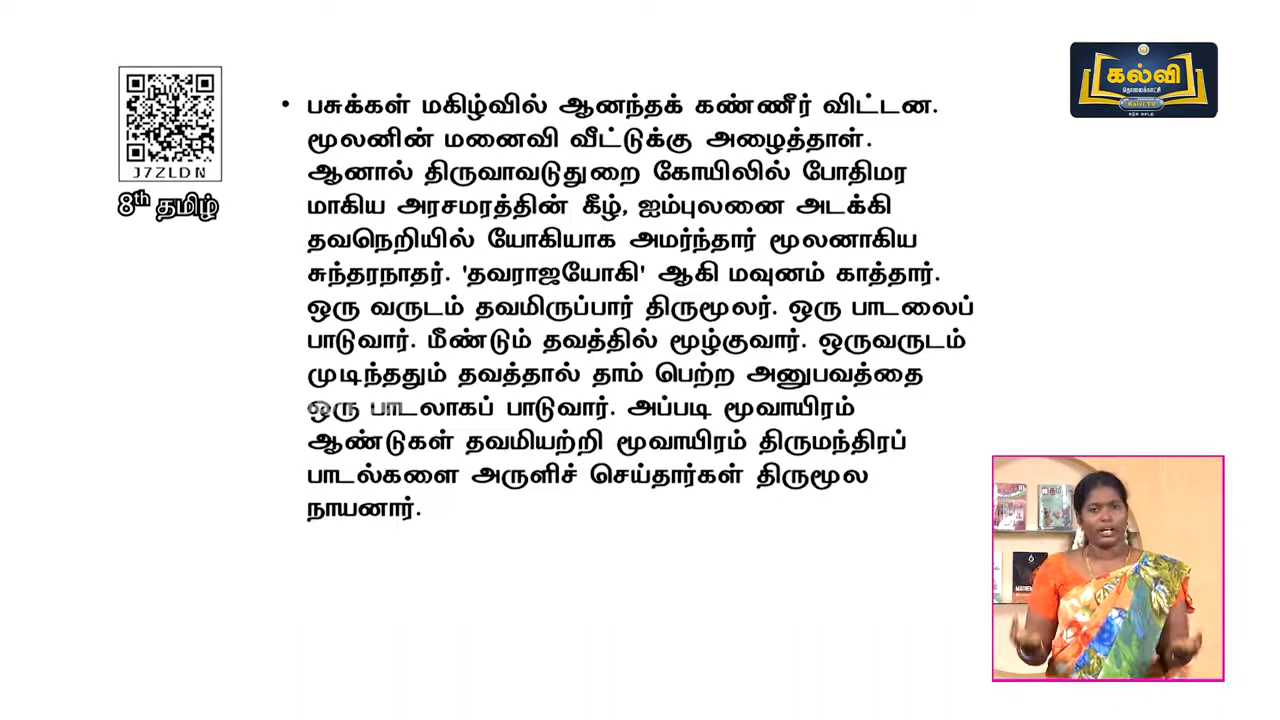 கல்வி
தொலைக்காட்சி
Kalvi TV
J7ZLDN
8th தமிழ்
• பசுக்கள் மகிழ்வில் ஆனந்தக் கண்ணீர் விட்டன.
மூலனின் மனைவி வீட்டுக்கு அழைத்தாள்.
ஆனால் திருவாவடுதுறை கோயிலில் போதிமர
மாகிய அரசமரத்தின் கீழ், ஐம்புலனை அடக்கி
தவநெறியில் யோகியாக அமர்ந்தார் மூலனாகிய
சுந்தரநாதர். 'தவராஜயோகி' ஆகி மவுனம் காத்தார்.
ஒரு வருடம் தவமிருப்பார் திருமூலர். ஒரு பாடலைப்
பாடுவார். மீண்டும் தவத்தில் மூழ்குவார். ஒருவருடம்
முடிந்ததும் தவத்தால் தாம் பெற்ற அனுபவத்தை
ஒரு பாடலாகப் பாடுவார். அப்படி மூவாயிரம்
ஆண்டுகள் தவமியற்றி மூவாயிரம் திருமந்திரப்
பாடல்களை அருளிச் செய்தார்கள் திருமூல
நாயனார்.